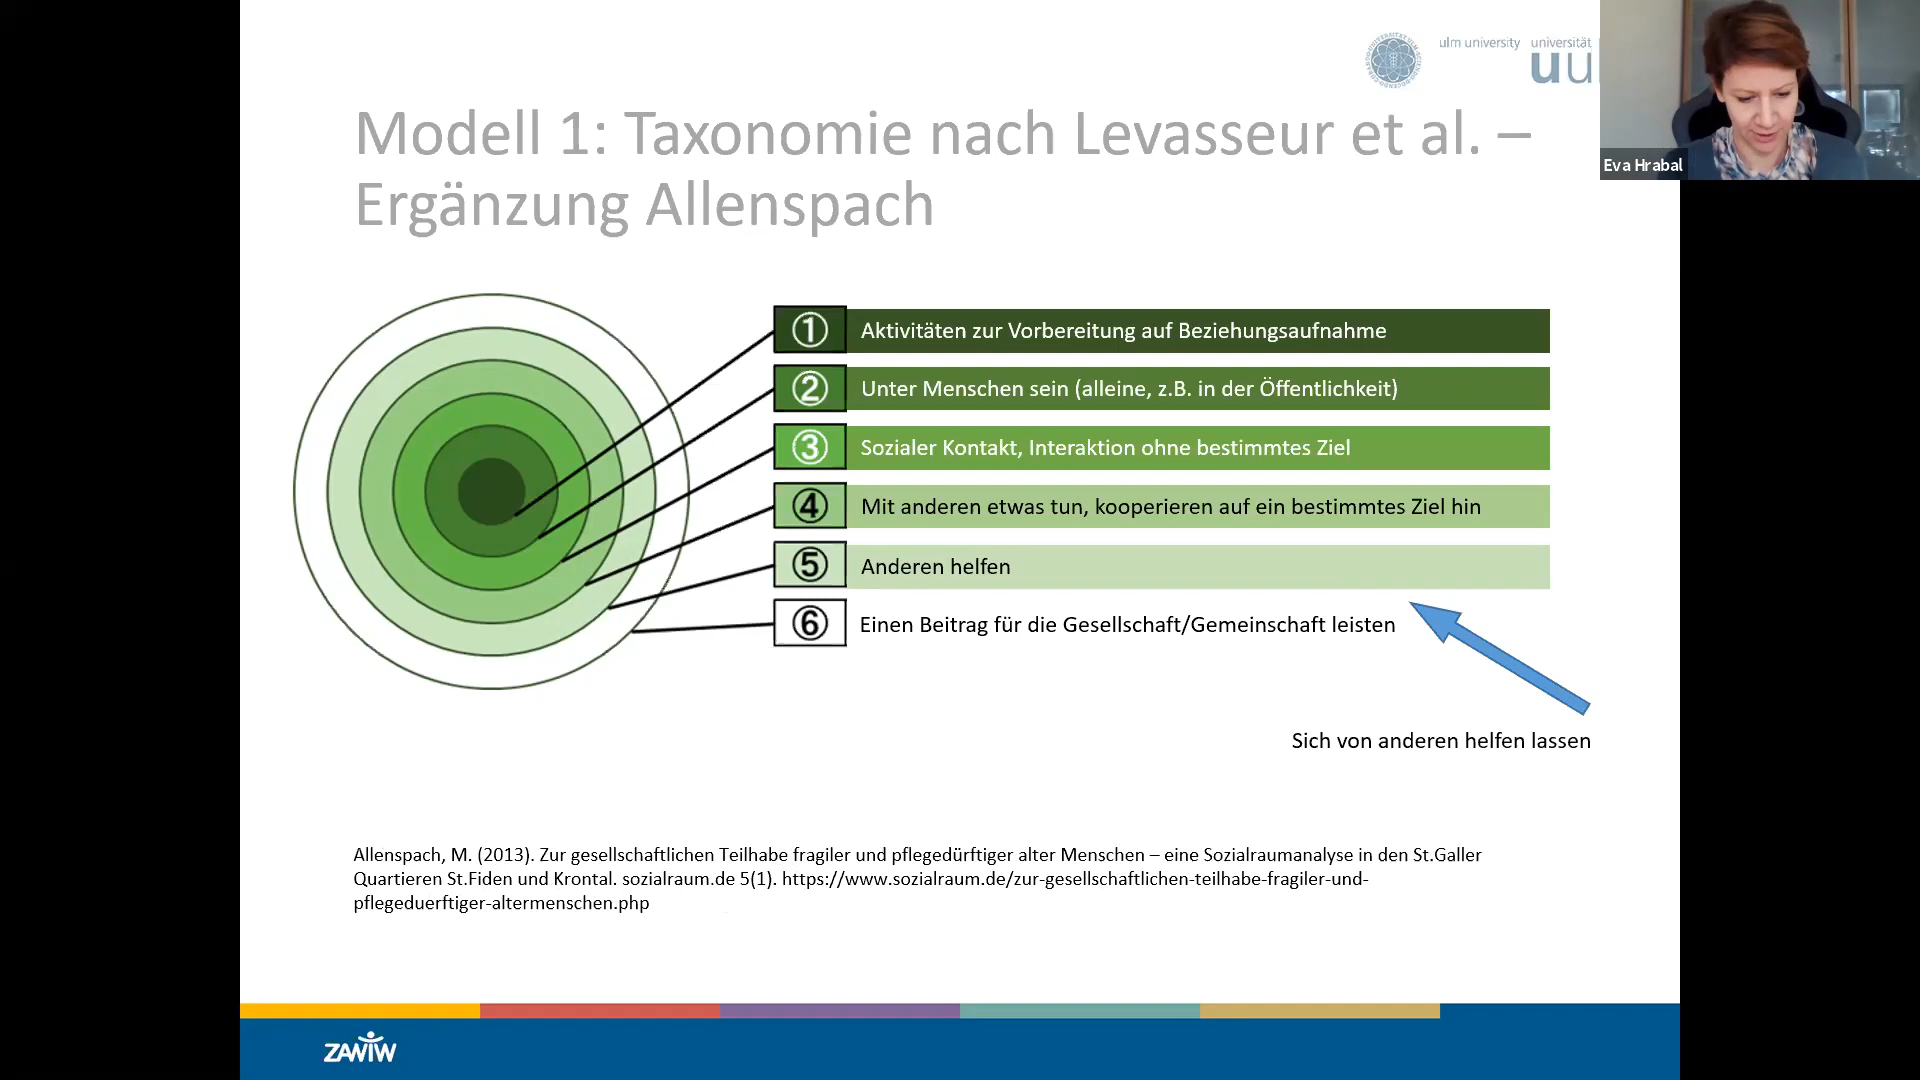 ulm university universität
uu
Eva Hrabal
Modell 1: Taxonomie nach Levasseur et al. –
Ergänzung Allenspach
① Aktivitäten zur Vorbereitung auf Beziehungsaufnahme
② Unter Menschen sein (alleine, z.B. in der Öffentlichkeit)
③ Sozialer Kontakt, Interaktion ohne bestimmtes Ziel
④ Mit anderen etwas tun, kooperieren auf ein bestimmtes Ziel hin
⑤ Anderen helfen
⑥ Einen Beitrag für die Gesellschaft/Gemeinschaft leisten
Sich von anderen helfen lassen
Allenspach, M. (2013). Zur gesellschaftlichen Teilhabe fragiler und pflegedürftiger alter Menschen – eine Sozialraumanalyse in den St.Galler
Quartieren St.Fiden und Krontal. sozialraum.de 5(1). https://www.sozialraum.de/zur-gesellschaftlichen-teilhabe-fragiler-und-
pflegeduerftiger-altermenschen.php
ZAWIW